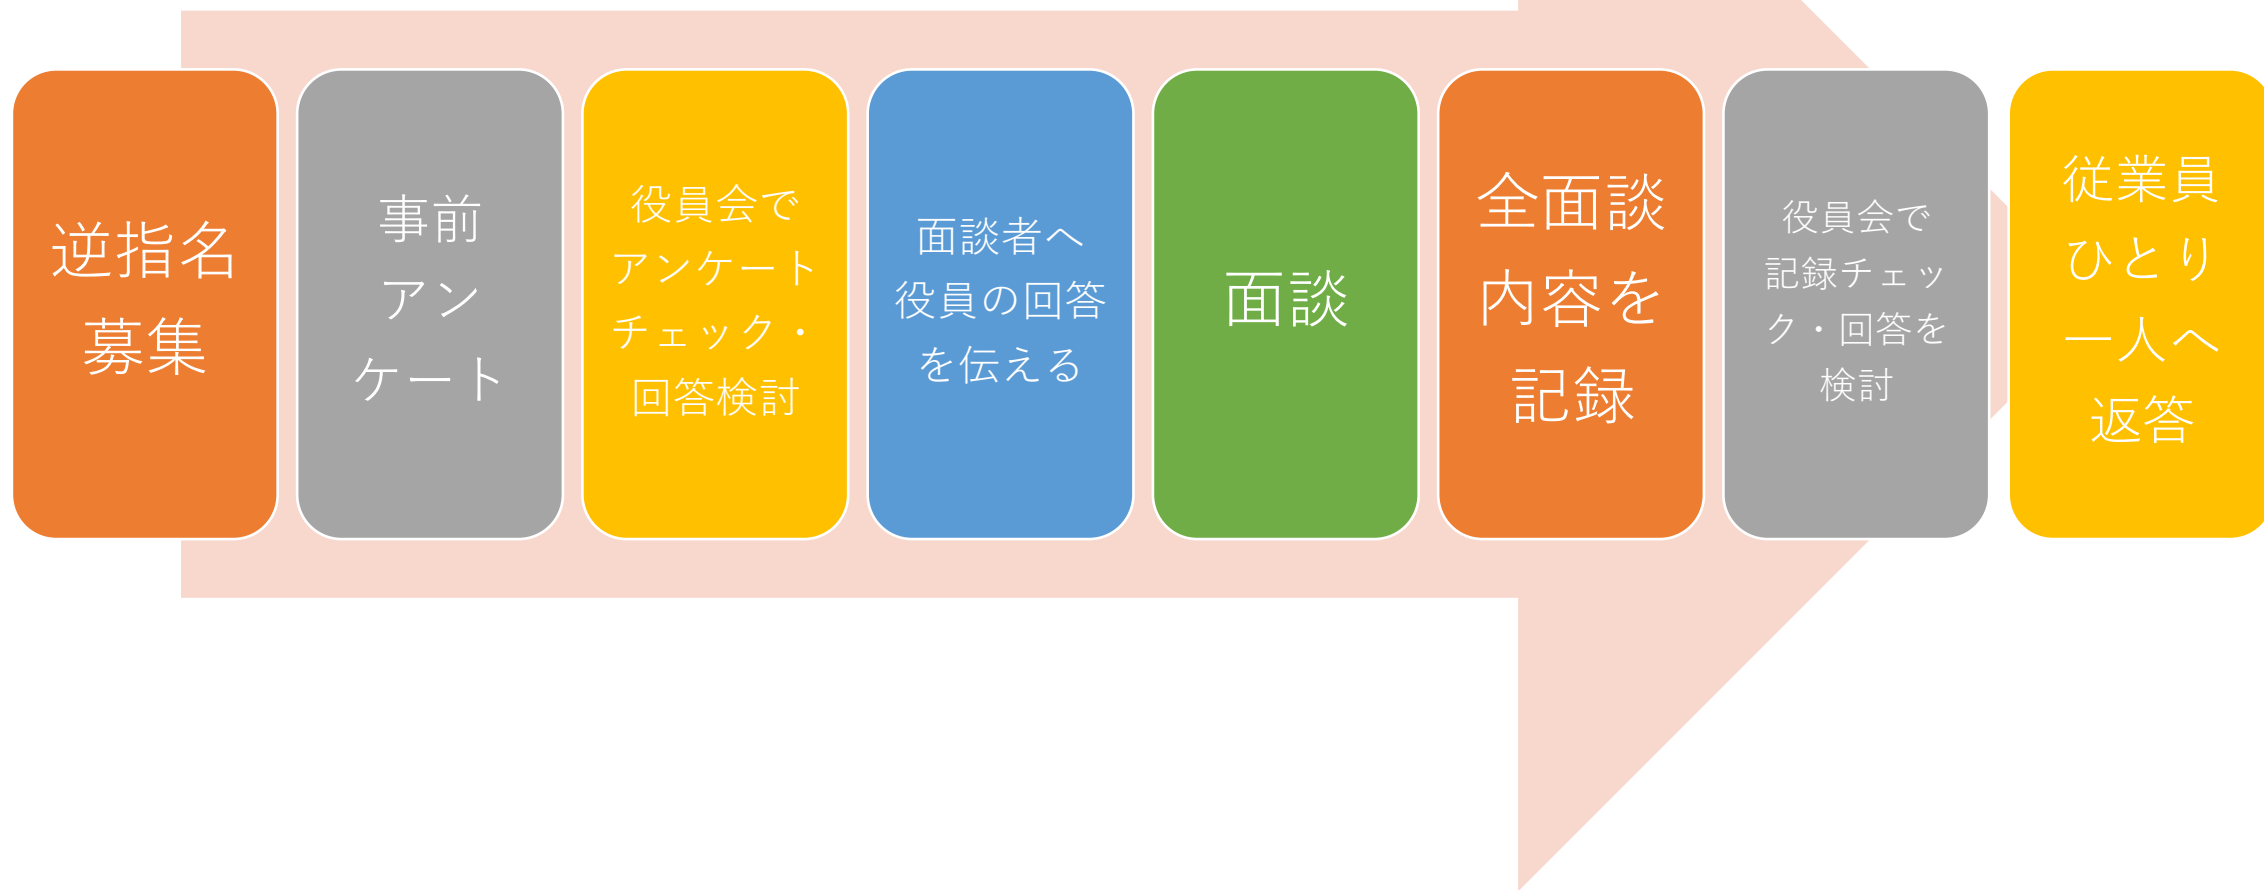 逆指名
募集
事前
アン
ケート
役員会で
アンケート
チェック・
回答検討
面談者へ
役員の回答
を伝える
面談
全面談
内容を
記録
役員会で
記録チェッ
ク・回答を
検討
従業員
ひとり
一人へ
返答